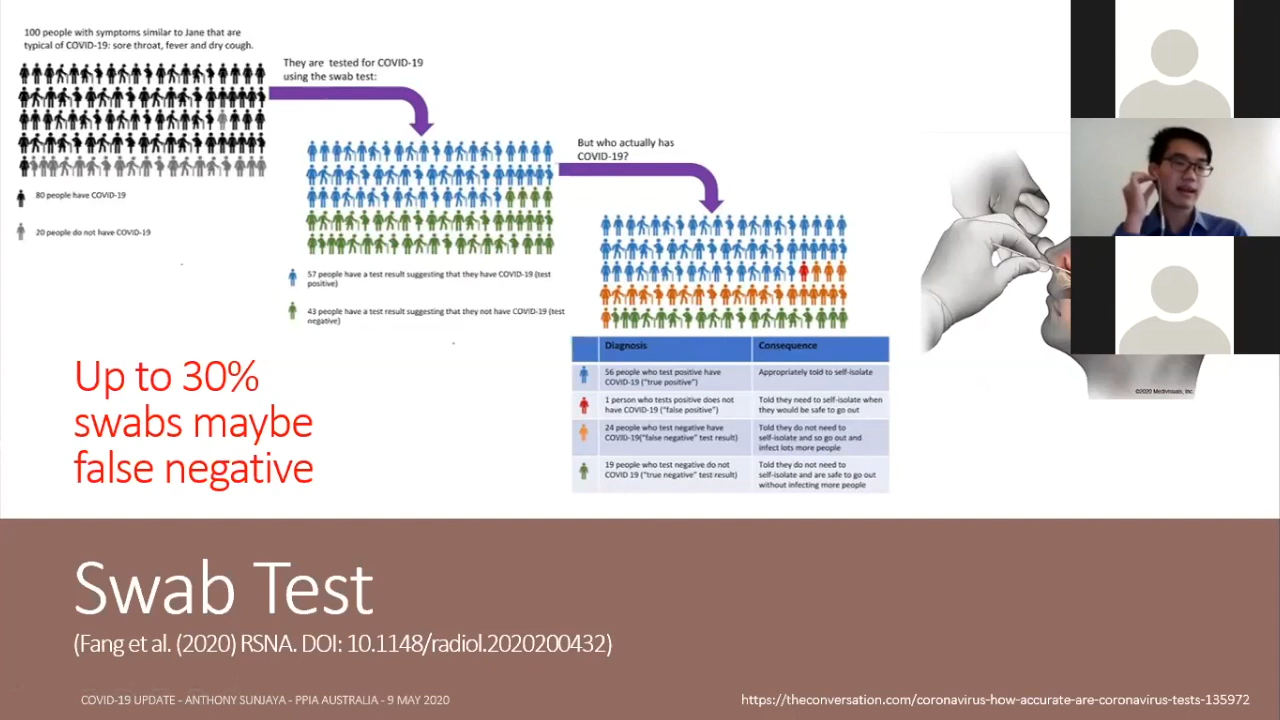 100 people with symptoms similar to Jane that are
typical of COVID-19: sore throat, fever and dry cough.
They are tested for COVID-19
using the swab test:
But who actually has
COVID-19?
80 people have COVID-19
20 people do not have COVID-19
57 people have a test result suggesting that they have COVID-19 (test
positive)
43 people have a test result suggesting that they not have COVID-19 (test
negative)
Diagnosis Consequence
56 people who test positive have
COVID-19 ("true positive")
Appropriately told to self-isolate
1 person who tests positive does not
have COVID-19 ("false positive")
Told they need to self-isolate when
they would be safe to go out
24 people who test negative have
COVID-19("false negative" test result)
Told they do not need to
self-isolate and so go out and
infect lots more people
19 people who test negative do not
COVID 19 ("true negative" test result)
Told they do not need to
self-isolate and are safe to go out
without infecting more people
©2020 Medivisuals, Inc.
Up to 30%
swabs maybe
false negative
Swab Test
(Fang et al. (2020) RSNA. DOI: 10.1148/radiol.2020200432)
COVID-19 UPDATE - ANTHONY SUNJAYA - PPIA AUSTRALIA - 9 MAY 2020
https://theconversation.com/coronavirus-how-accurate-are-coronavirus-tests-135972